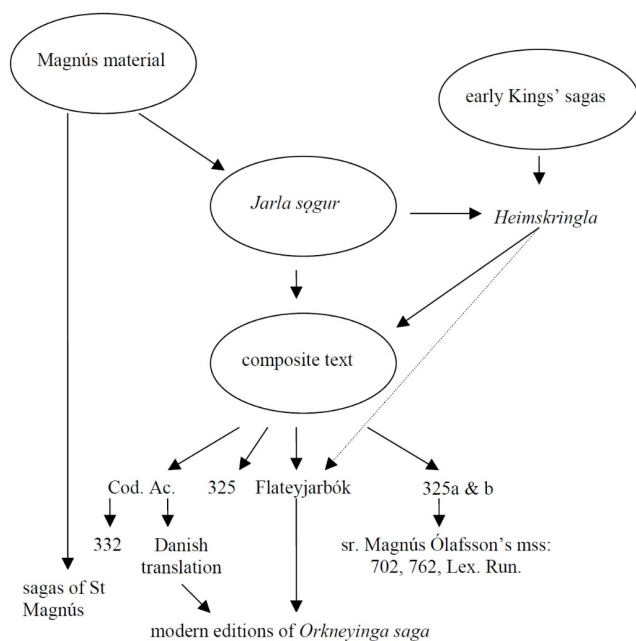 Magnús material
early Kings’ sagas
Jarla sǫgur
Heimskringla
composite text
Cod. Ac.
325
Flateyjarbók
325a & b
332
Danish
translation
sr. Magnús Ólafsson’s mss:
702, 762, Lex. Run.
sagas of St
Magnús
modern editions of Orkneyinga saga